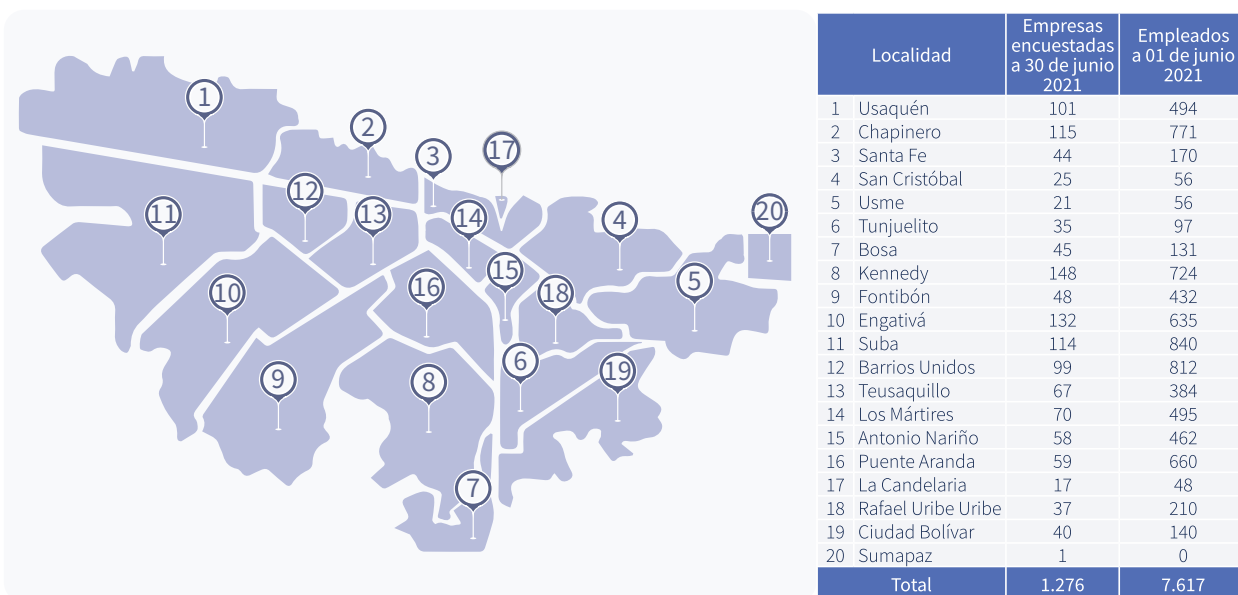 1
2
3
17
12
11
13
14
4
20
15
5
10
16
18
6
19
9
8
7
Localidad
Empresas
encuestadas
a 30 de junio
2021
Empleados
a 01 de junio
2021
1 Usaquén 101 494
2 Chapinero 115 771
3 Santa Fe 44 170
4 San Cristóbal 25 56
5 Usme 21 56
6 Tunjuelito 35 97
7 Bosa 45 131
8 Kennedy 148 724
9 Fontibón 48 432
10 Engativá 132 635
11 Suba 114 840
12 Barrios Unidos 99 812
13 Teusaquillo 67 384
14 Los Mártires 70 495
15 Antonio Nariño 58 462
16 Puente Aranda 59 660
17 La Candelaria 17 48
18 Rafael Uribe Uribe 37 210
19 Ciudad Bolívar 40 140
20 Sumapaz 1 0
Total 1.276 7.617